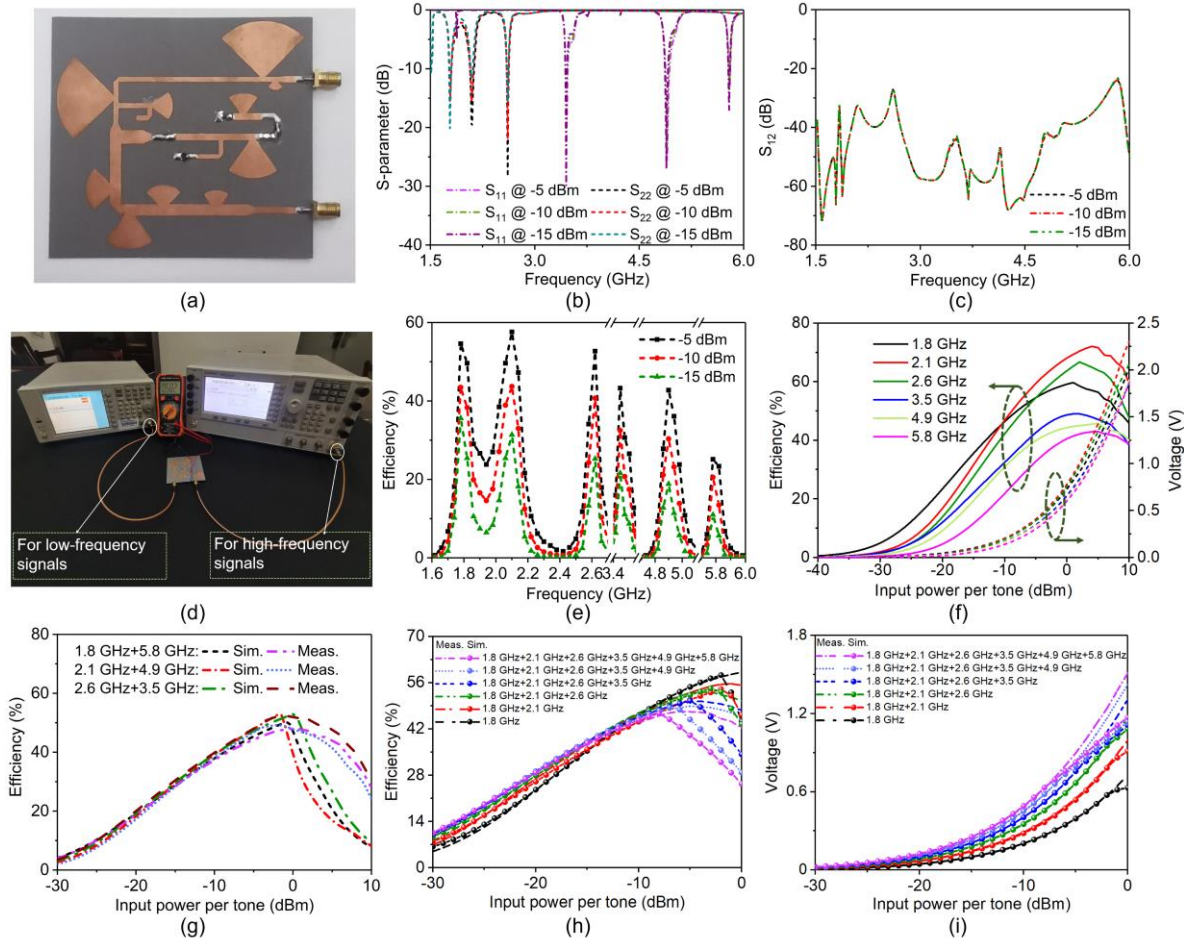 (a)
0
-10
-20
-30
-40
S-parameter (dB)
S11 @ -5 dBm
S22 @ -5 dBm
S11 @ -10 dBm
S22 @ -10 dBm
S11 @ -15 dBm
S22 @ -15 dBm
1.5 3.0 4.5 6.0
Frequency (GHz)
(b)
0
-20
-40
-60
-80
S12 (dB)
-5 dBm
-10 dBm
-15 dBm
1.5 3.0 4.5 6.0
Frequency (GHz)
(c)
For low-frequency
signals
For high-frequency
signals
(d)
60
40
20
0
Efficiency (%)
-5 dBm
-10 dBm
-15 dBm
1.6 1.8 2.0 2.2 2.4 2.6 3.4 4.8 5.0 5.8 6.0
Frequency (GHz)
(e)
80
60
40
20
0
Efficiency (%)
1.8 GHz
2.1 GHz
2.6 GHz
3.5 GHz
4.9 GHz
5.8 GHz
2.5
2.0
1.5
1.0
0.5
0.0
Voltage (V)
-40 -30 -20 -10 0 10
Input power per tone (dBm)
(f)
80
60
40
20
0
Efficiency (%)
1.8 GHz+5.8 GHz: Sim. Meas.
2.1 GHz+4.9 GHz: Sim. Meas.
2.6 GHz+3.5 GHz: Sim. Meas.
-30 -20 -10 0 10
Input power per tone (dBm)
(g)
70
56
42
28
14
0
Efficiency (%)
Meas. Sim.
1.8 GHz+2.1 GHz+2.6 GHz+3.5 GHz+4.9 GHz+5.8 GHz
1.8 GHz+2.1 GHz+2.6 GHz+3.5 GHz+4.9 GHz
1.8 GHz+2.1 GHz+2.6 GHz+3.5 GHz
1.8 GHz+2.1 GHz+2.6 GHz
1.8 GHz+2.1 GHz
1.8 GHz
-30 -20 -10 0
Input power per tone (dBm)
(h)
1.8
1.2
0.6
0
Voltage (V)
Meas. Sim.
1.8 GHz+2.1 GHz+2.6 GHz+3.5 GHz+4.9 GHz+5.8 GHz
1.8 GHz+2.1 GHz+2.6 GHz+3.5 GHz+4.9 GHz
1.8 GHz+2.1 GHz+2.6 GHz+3.5 GHz
1.8 GHz+2.1 GHz+2.6 GHz
1.8 GHz+2.1 GHz
1.8 GHz
-30 -20 -10 0
Input power per tone (dBm)
(i)